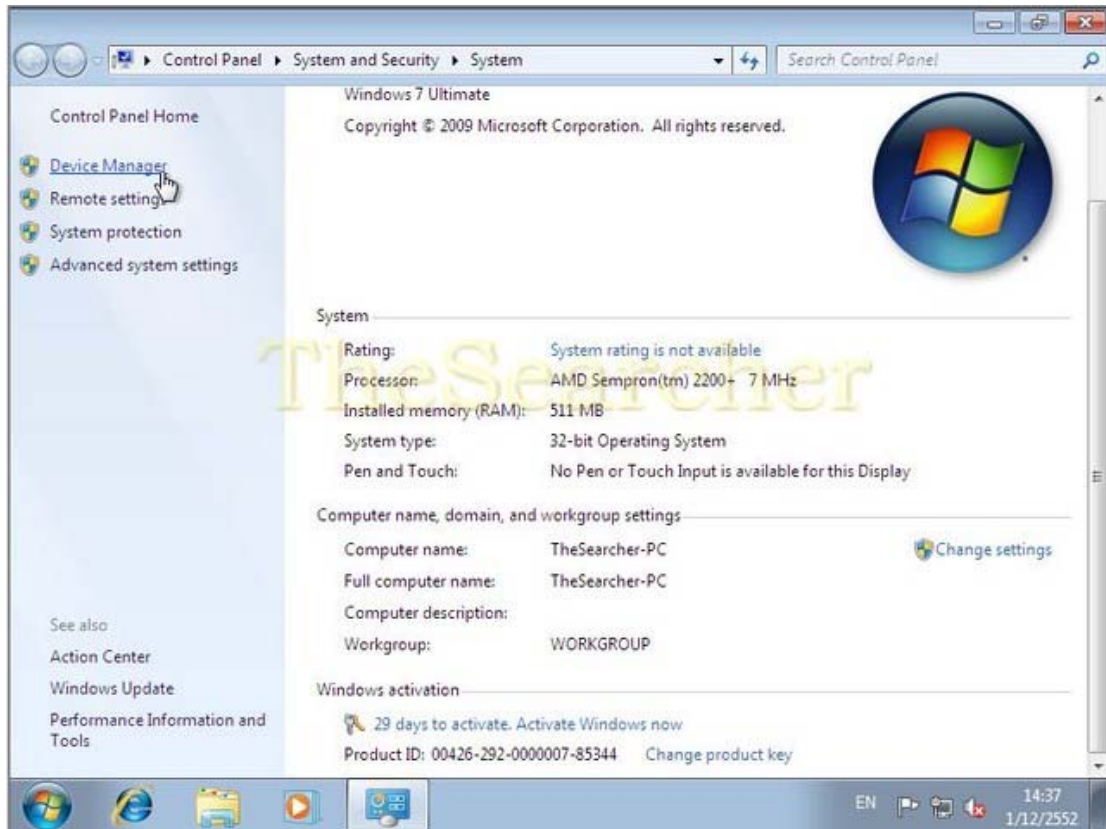 Control Panel ▸ System and Security ▸ System
Search Control Panel
Control Panel Home
Device Manager
Remote settings
System protection
Advanced system settings
See also
Action Center
Windows Update
Performance Information and
Tools
Windows 7 Ultimate
Copyright © 2009 Microsoft Corporation. All rights reserved.
System
Rating: System rating is not available
Processor: AMD Sempron(tm) 2200+ 7 MHz
Installed memory (RAM): 511 MB
System type: 32-bit Operating System
Pen and Touch: No Pen or Touch Input is available for this Display
TheSearcher
Computer name, domain, and workgroup settings
Computer name: TheSearcher-PC
Change settings
Full computer name: TheSearcher-PC
Computer description:
Workgroup: WORKGROUP
Windows activation
29 days to activate. Activate Windows now
Product ID: 00426-292-0000007-85344 Change product key
EN
14:37
1/12/2552